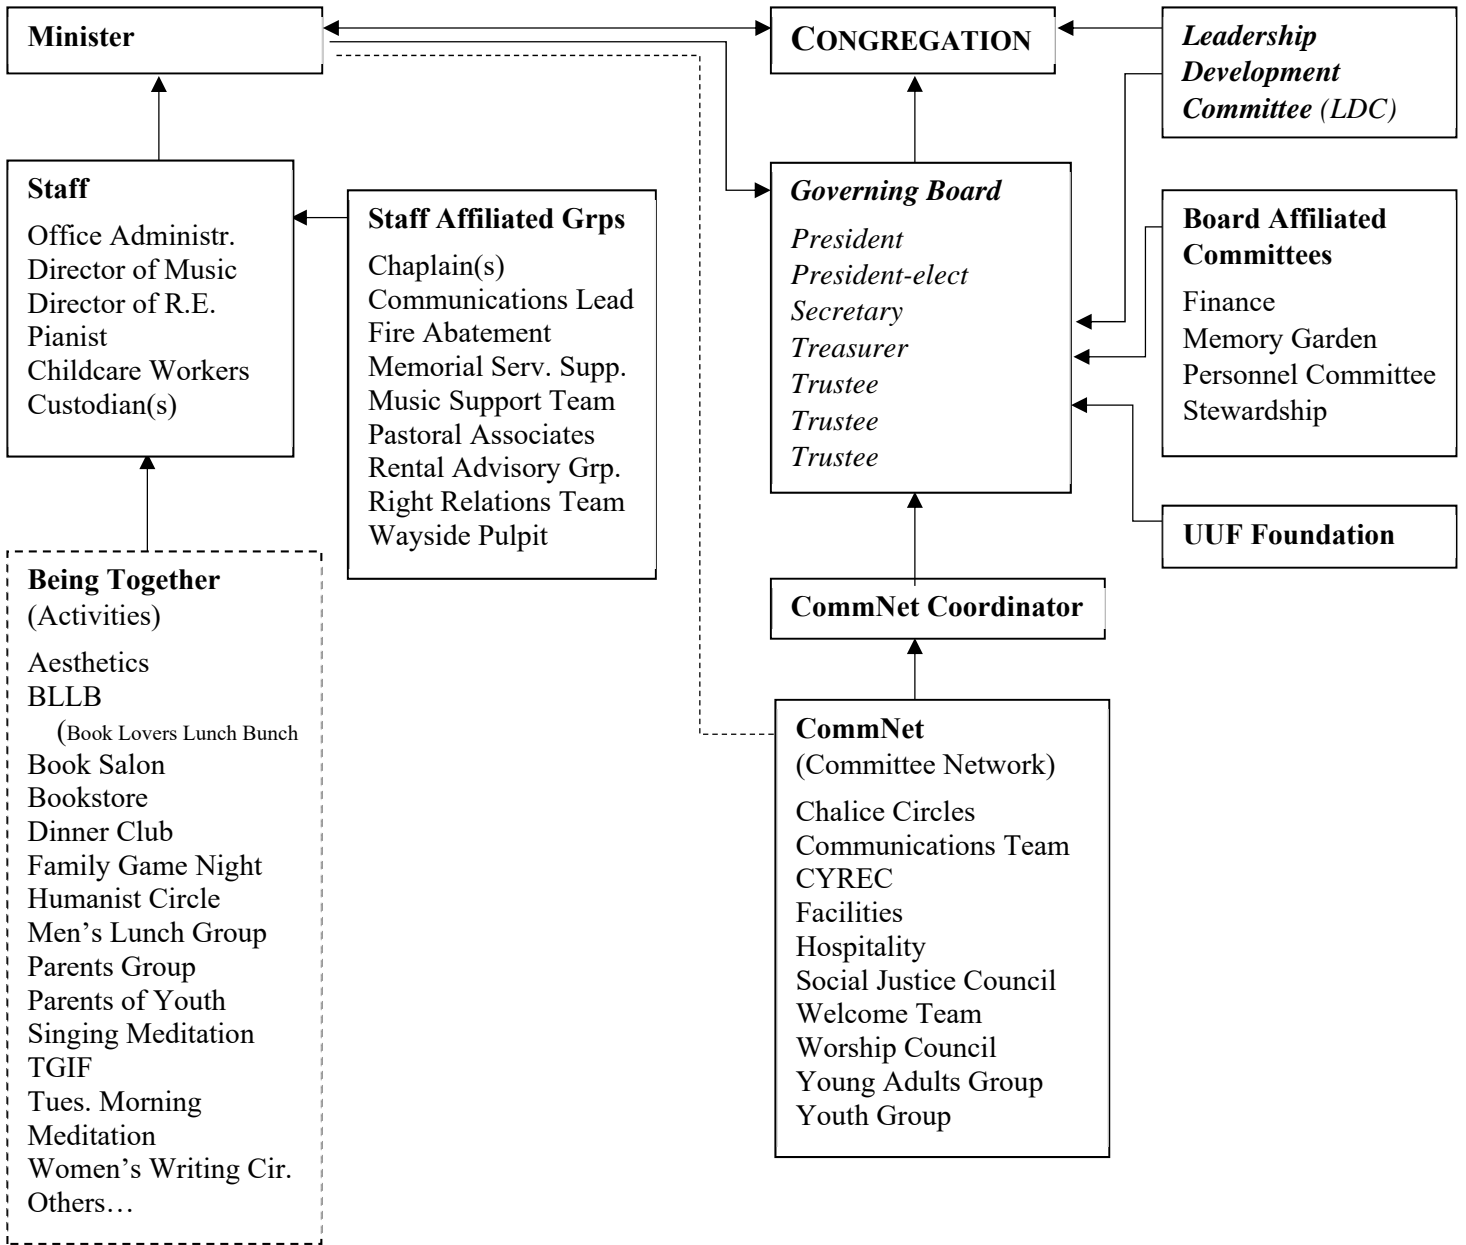 Minister
CONGREGATION
Leadership
Development
Committee (LDC)
Staff
Office Administr.
Director of Music
Director of R.E.
Pianist
Childcare Workers
Custodian(s)
Staff Affiliated Grps
Chaplain(s)
Communications Lead
Fire Abatement
Memorial Serv. Supp.
Music Support Team
Pastoral Associates
Rental Advisory Grp.
Right Relations Team
Wayside Pulpit
Governing Board
President
President-elect
Secretary
Treasurer
Trustee
Trustee
Trustee
Board Affiliated
Committees
Finance
Memory Garden
Personnel Committee
Stewardship
UUF Foundation
Being Together
(Activities)
Aesthetics
BLLB
(Book Lovers Lunch Bunch
Book Salon
Bookstore
Dinner Club
Family Game Night
Humanist Circle
Men’s Lunch Group
Parents Group
Parents of Youth
Singing Meditation
TGIF
Tues. Morning
Meditation
Women’s Writing Cir.
Others…
CommNet Coordinator
CommNet
(Committee Network)
Chalice Circles
Communications Team
CYREC
Facilities
Hospitality
Social Justice Council
Welcome Team
Worship Council
Young Adults Group
Youth Group